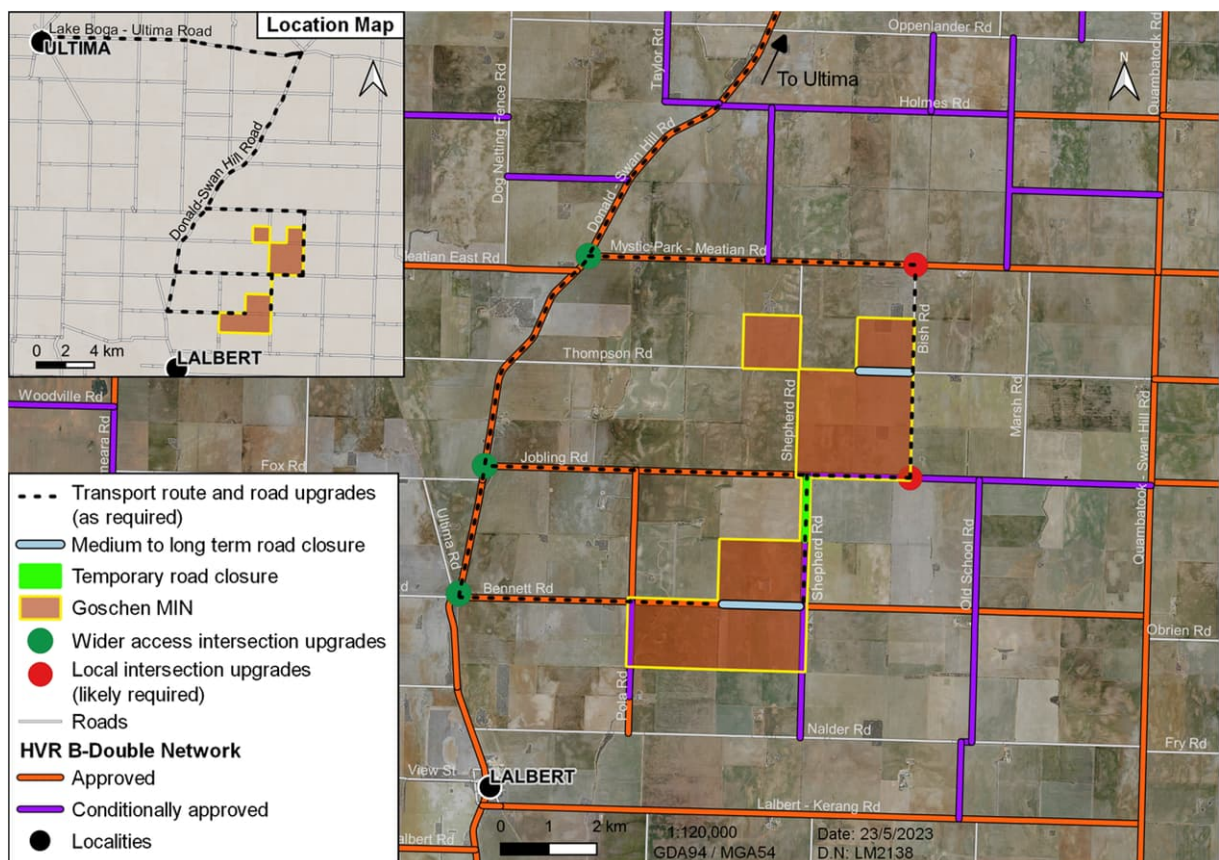 Location Map
Lake Boga - Ultima Road
ULTIMA
Donald-Swan Hill Road
0 2 4 km
LALBERT
Oppenlander Rd
Taylor Rd
To Ultima
N
Quambatook Rd
Dog Netting Fence Rd
Holmes Rd
Donald - Swan Hill Rd
Mystic Park - Meatian Rd
eatian East Rd
Bish Rd
Thompson Rd
Shepherd Rd
Marsh Rd
Woodville Rd
neara Rd
Fox Rd
Jobling Rd
Quambatook - Swan Hill Rd
Ultima Rd
Shepherd Rd
Old School Rd
Bennett Rd
d
Obrien Rd
Pola Rd
Nalder Rd
Fry Rd
View St
LALBERT
Lalbert - Kerang Rd
albert Rd
0 1 2 km
1:120,000
GDA94 / MGA54
Date: 23/5/2023
D.N: LM2138
Transport route and road upgrades
(as required)
Medium to long term road closure
Temporary road closure
Goschen MIN
Wider access intersection upgrades
Local intersection upgrades
(likely required)
Roads
HVR B-Double Network
Approved
Conditionally approved
Localities